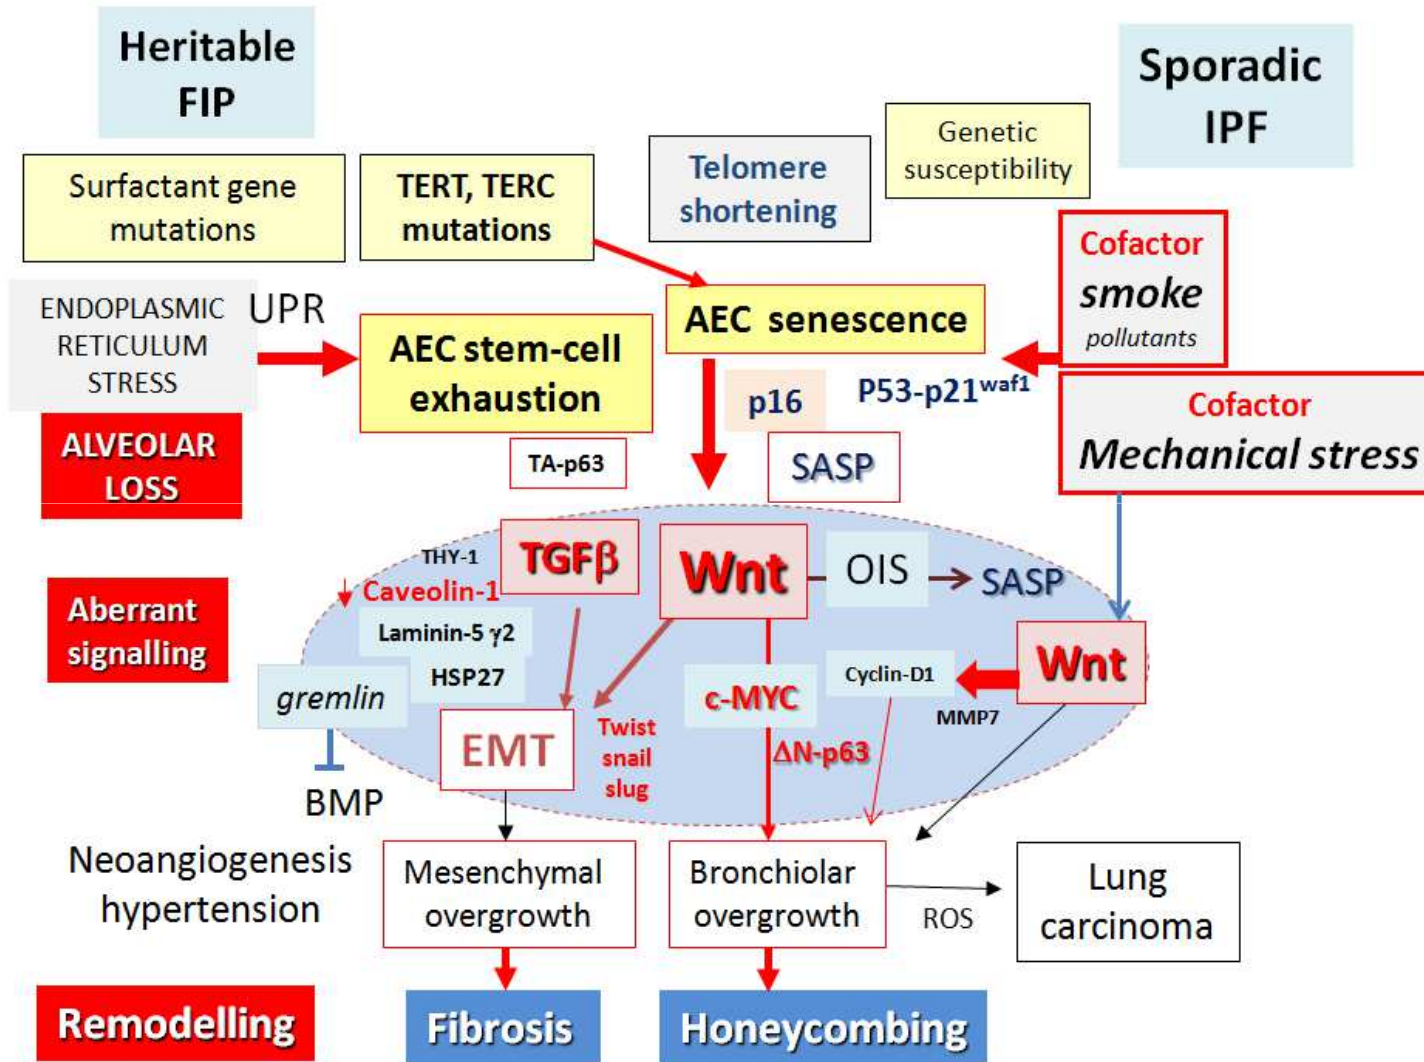 Heritable
FIP
Sporadic
IPF
Genetic
susceptibility
Surfactant gene
mutations
TERT, TERC
mutations
Telomere
shortening
Cofactor
smoke
pollutants
ENDOPLASMIC
RETICULUM
STRESS
UPR
AEC stem-cell
exhaustion
AEC senescence
p16
P53-p21waf1
Cofactor
Mechanical stress
ALVEOLAR
LOSS
TA-p63
SASP
THY-1
TGFβ
Wnt
OIS
SASP
Caveolin-1
Laminin-5 γ2
HSP27
Aberrant
signalling
gremlin
Wnt
Cyclin-D1
MMP7
c-MYC
ΔN-p63
EMT
Twist
snail
slug
BMP
Neoangiogenesis
hypertension
Mesenchymal
overgrowth
Bronchiolar
overgrowth
ROS
Lung
carcinoma
Remodelling
Fibrosis
Honeycombing